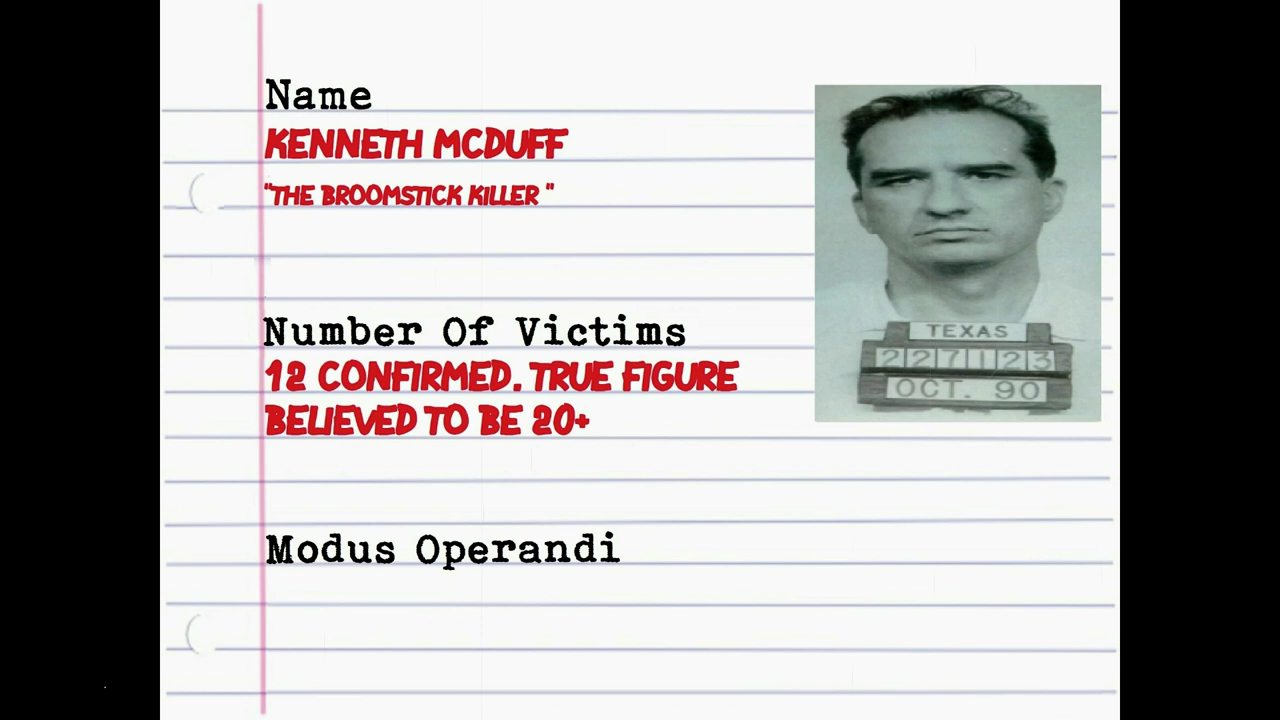 Name
KENNETH MCDUFF
"THE BROOMSTICK KILLER "
Number Of Victims
12 CONFIRMED. TRUE FIGURE
BELIEVED TO BE 20+
Modus Operandi
TEXAS
227123
OCT. 90